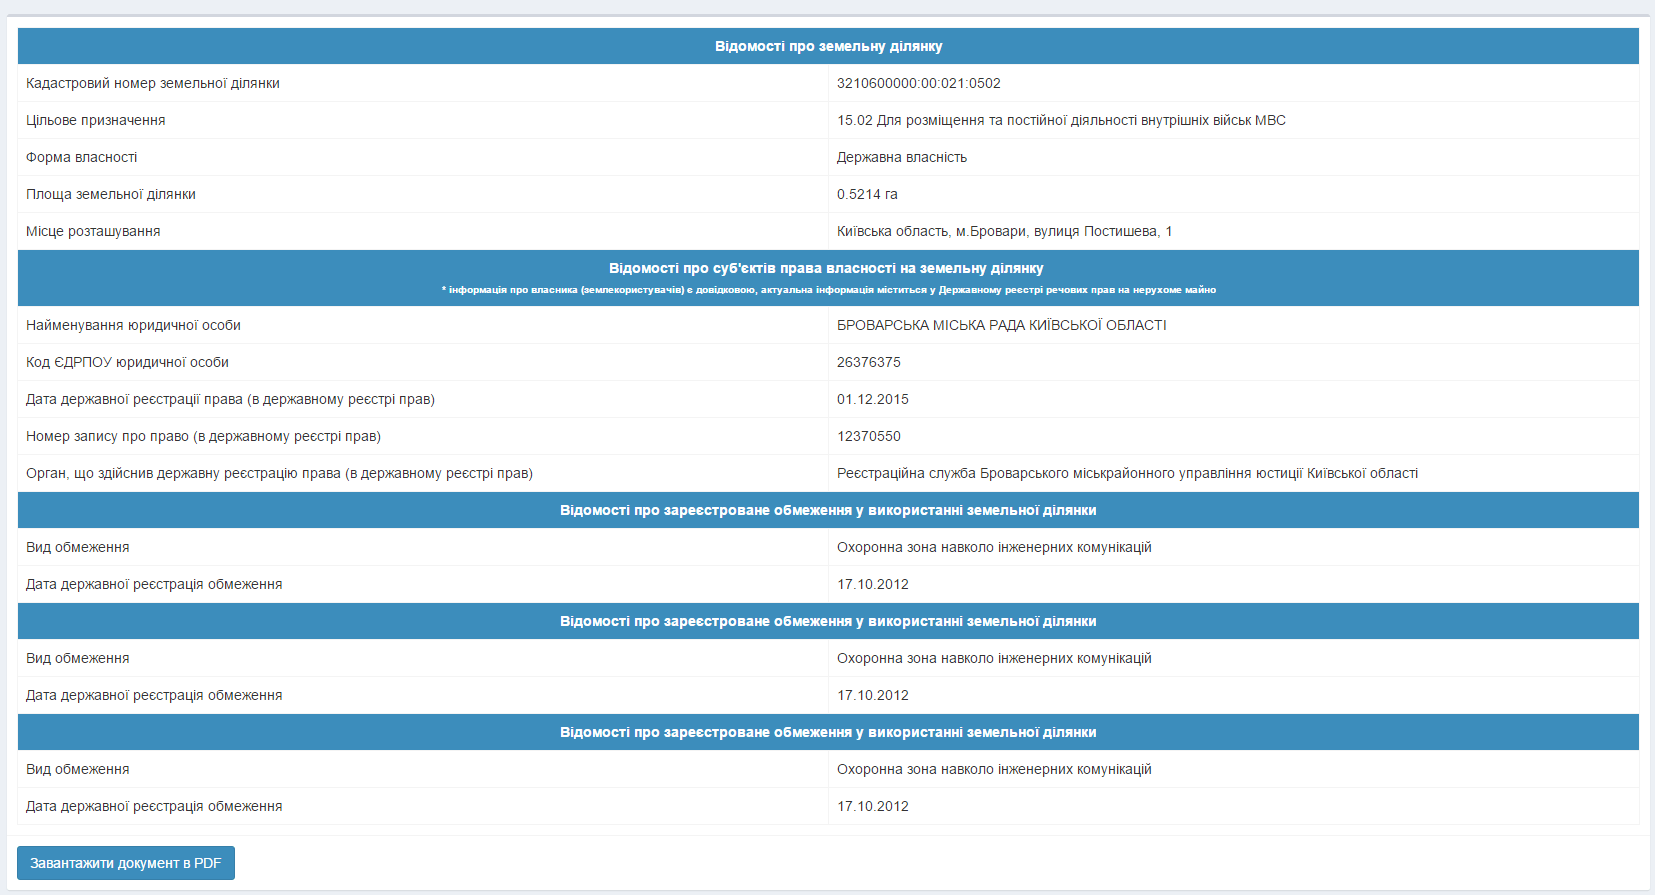 Відомості про земельну ділянку
Кадастровий номер земельної ділянки 3210600000:00:021:0502
Цільове призначення 15.02 Для розміщення та постійної діяльності внутрішніх військ МВС
Форма власності Державна власність
Площа земельної ділянки 0.5214 га
Місце розташування Київська область, м.Бровари, вулиця Постишева, 1
Відомості про суб'єктів права власності на земельну ділянку
* інформація про власника (землекористувачів) є довідковою, актуальна інформація міститься у Державному реєстрі речових прав на нерухоме майно
Найменування юридичної особи БРОВАРСЬКА МІСЬКА РАДА КИЇВСЬКОЇ ОБЛАСТІ
Код ЄДРПОУ юридичної особи 26376375
Дата державної реєстрації права (в державному реєстрі прав) 01.12.2015
Номер запису про право (в державному реєстрі прав) 12370550
Орган, що здійснив державну реєстрацію права (в державному реєстрі прав) Реєстраційна служба Броварського міськрайонного управління юстиції Київської області
Відомості про зареєстроване обмеження у використанні земельної ділянки
Вид обмеження Охоронна зона навколо інженерних комунікацій
Дата державної реєстрація обмеження 17.10.2012
Відомості про зареєстроване обмеження у використанні земельної ділянки
Вид обмеження Охоронна зона навколо інженерних комунікацій
Дата державної реєстрація обмеження 17.10.2012
Відомості про зареєстроване обмеження у використанні земельної ділянки
Вид обмеження Охоронна зона навколо інженерних комунікацій
Дата державної реєстрація обмеження 17.10.2012
Завантажити документ в PDF